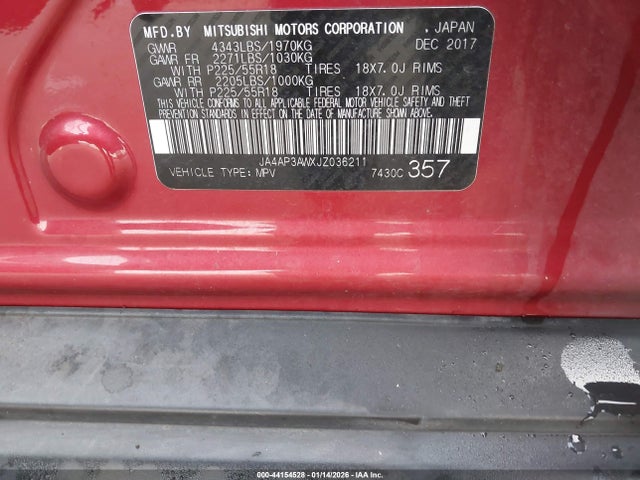 MFD.BY MITSUBISHI MOTORS CORPORATION . JAPAN
GVWR 4343LBS/1970KG DEC 2017
GAWR FR 2271LBS/1030KG
WITH P225/55R18 TIRES 18X7.0J RIMS
GAWR RR 2205LBS/1000KG
WITH P225/55R18 TIRES 18X7.0J RIMS
THIS VEHICLE CONFORMS TO ALL APPLICABLE FEDERAL MOTOR VEHICLE SAFETY AND THEFT
PREVENTION STANDARDS IN EFFECT ON THE DATE OF MANUFACTURE SHOWN ABOVE.
JA4AP3AWXJZ036211
VEHICLE TYPE: MPV 7430C 357
000-44154528 - 01/14/2026 - IAA Inc.